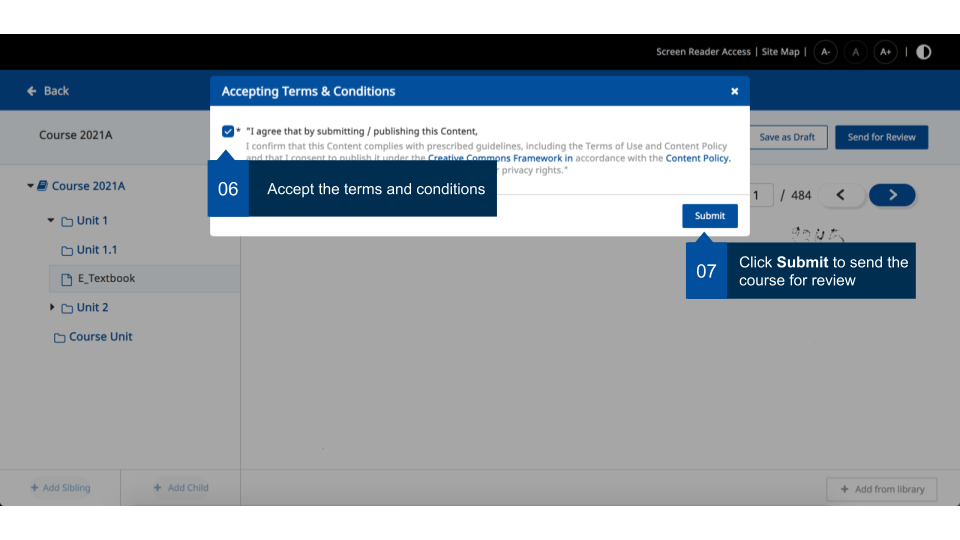 Screen Reader Access | Site Map | A- A A+ |
Back
Accepting Terms & Conditions
Course 2021A
* "I agree that by submitting / publishing this Content,
I confirm that this Content complies with prescribed guidelines, including the Terms of Use and Content Policy
and that I consent to publish it under the Creative Commons Framework in accordance with the Content Policy.
r privacy rights."
Save as Draft
Send for Review
06 Accept the terms and conditions
Course 2021A
1 / 484
Unit 1
Submit
Unit 1.1
07 Click Submit to send the
course for review
E_Textbook
Unit 2
Course Unit
+ Add Sibling
+ Add Child
+ Add from library